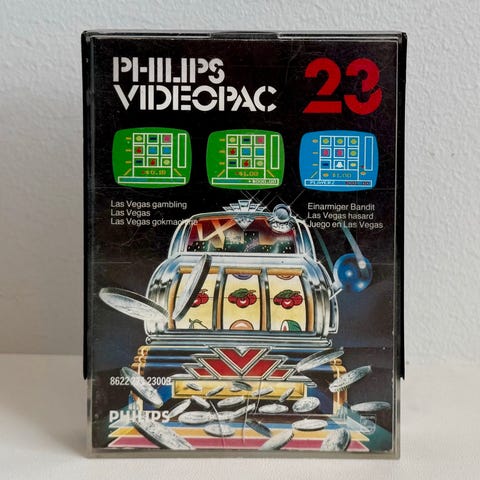 PHILIPS
VIDEOPAC
23
Las Vegas gambling
Las Vegas
Las Vegas gokmachine
Einarmiger Bandit
Las Vegas hasard
Juego en Las Vegas
PHILIPS